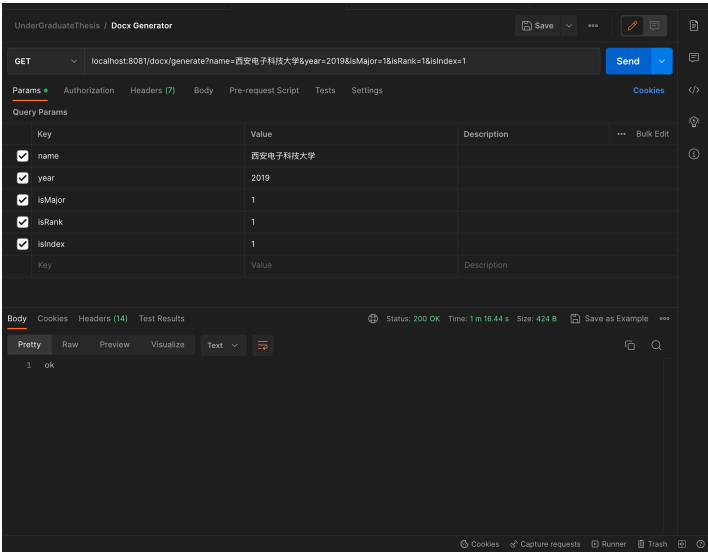 UnderGraduateThesis / Docx Generator
Save
GET
localhost:8081/docx/generate?name=西安电子科技大学&year=2019&isMajor=1&isRank=1&isIndex=1
Send
Params Authorization Headers (7) Body Pre-request Script Tests Settings Cookies
Query Params
Key Value Description Bulk Edit
name 西安电子科技大学
year 2019
isMajor 1
isRank 1
isIndex 1
Key Value Description
Body Cookies Headers (14) Test Results Status: 200 OK Time: 1 m 16.44 s Size: 424 B Save as Example
Pretty Raw Preview Visualize Text
1 ok
Cookies Capture requests Runner Trash